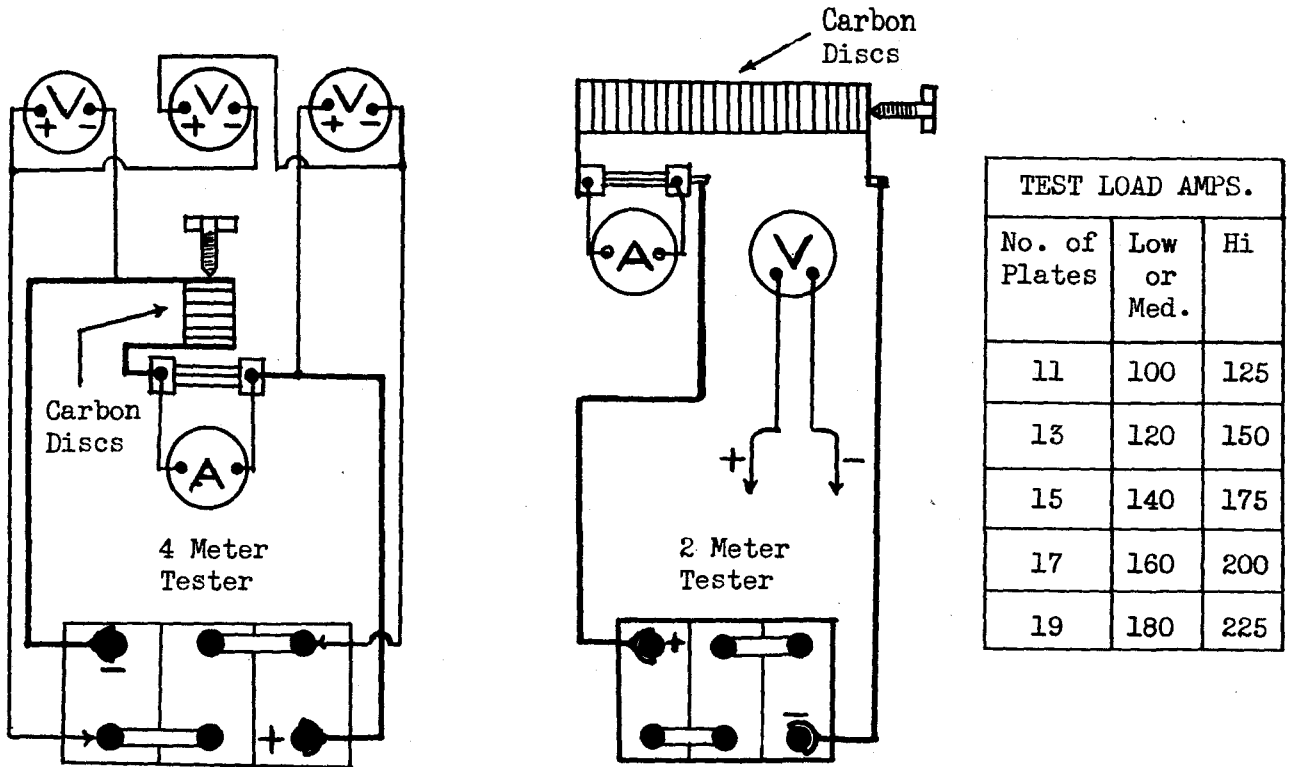 V
+ -
V
+ -
V
+ -
Carbon
Discs
A
4 Meter
Tester
-
+
Carbon
Discs
A
V
+ -
2 Meter
Tester
+
-
TEST LOAD AMPS.
No. of Plates Low or Med. Hi
11 100 125
13 120 150
15 140 175
17 160 200
19 180 225